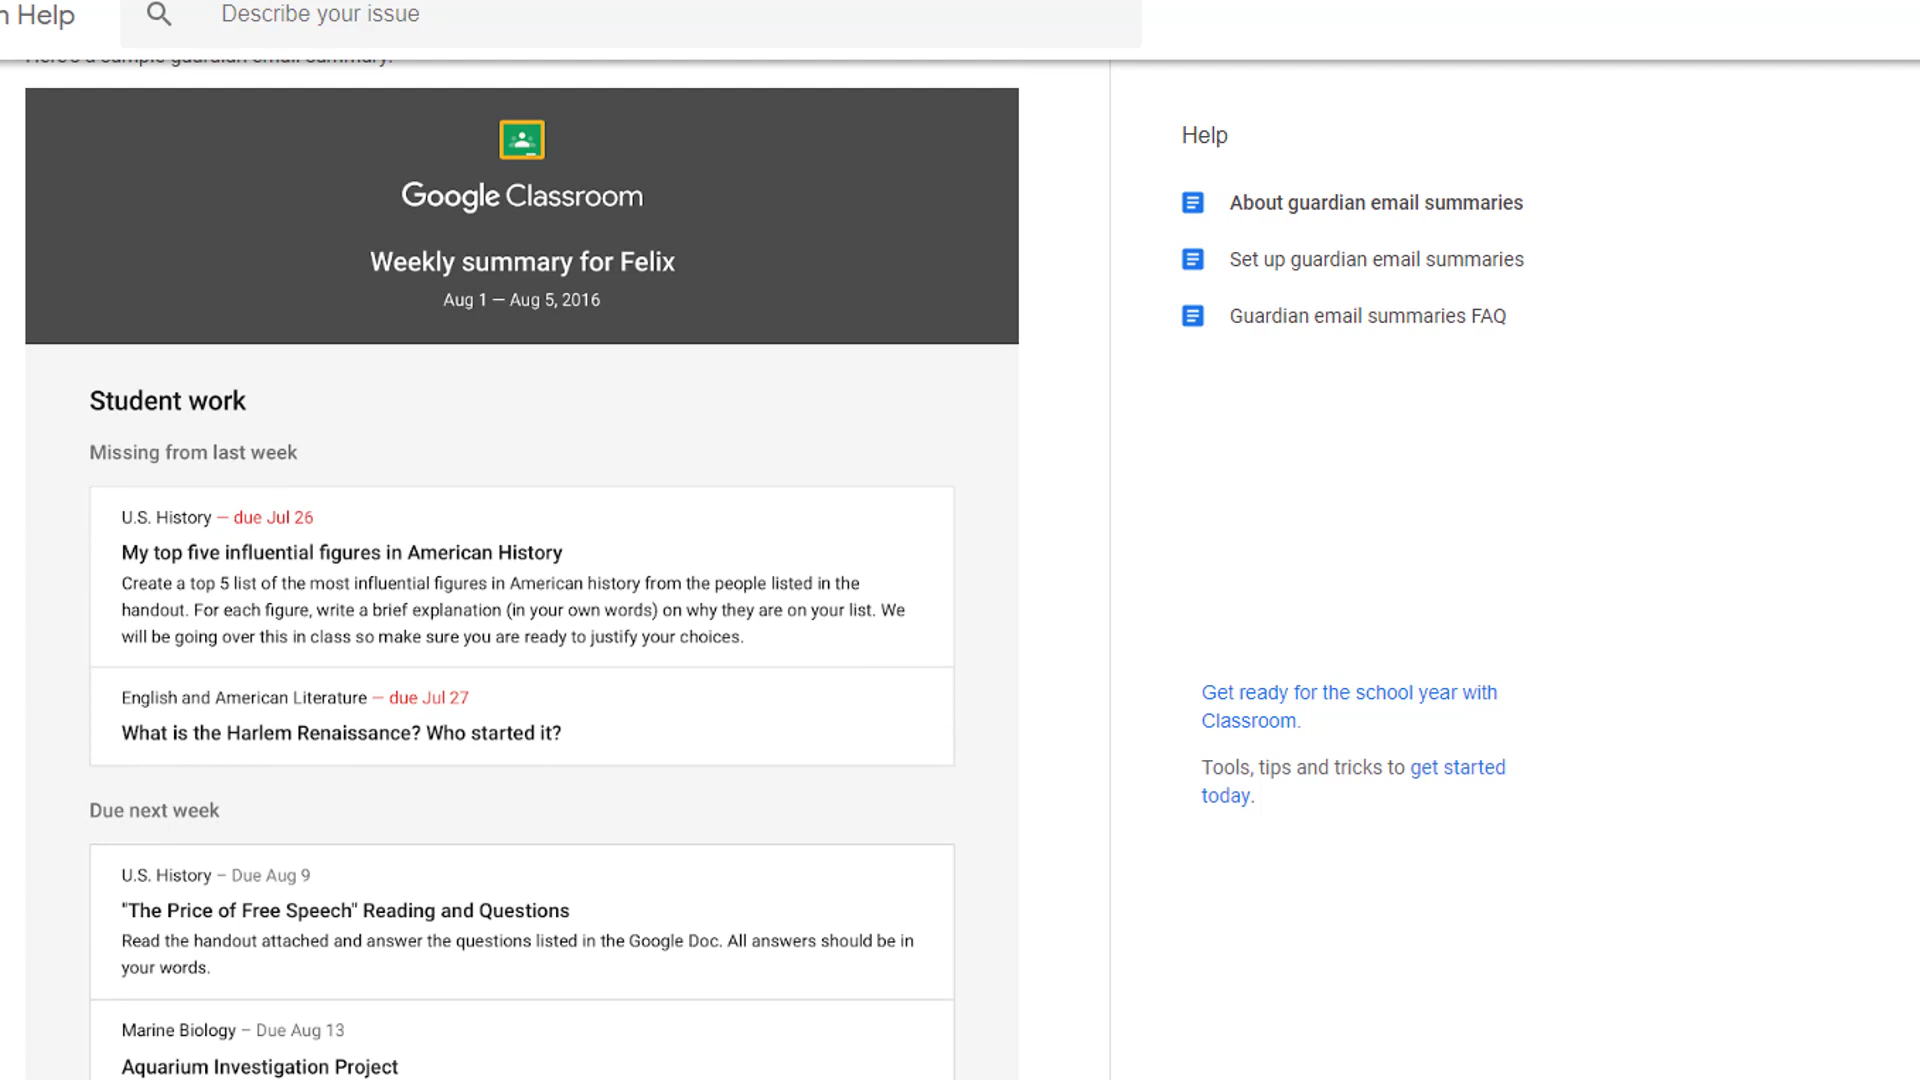 n Help
Describe your issue
Here's a sample guardian email summary:
Google Classroom
Weekly summary for Felix
Aug 1 — Aug 5, 2016
Student work
Missing from last week
U.S. History — due Jul 26
My top five influential figures in American History
Create a top 5 list of the most influential figures in American history from the people listed in the
handout. For each figure, write a brief explanation (in your own words) on why they are on your list. We
will be going over this in class so make sure you are ready to justify your choices.
English and American Literature — due Jul 27
What is the Harlem Renaissance? Who started it?
Due next week
U.S. History – Due Aug 9
"The Price of Free Speech" Reading and Questions
Read the handout attached and answer the questions listed in the Google Doc. All answers should be in
your words.
Marine Biology – Due Aug 13
Aquarium Investigation Project
Help
About guardian email summaries
Set up guardian email summaries
Guardian email summaries FAQ
Get ready for the school year with
Classroom.
Tools, tips and tricks to get started
today.